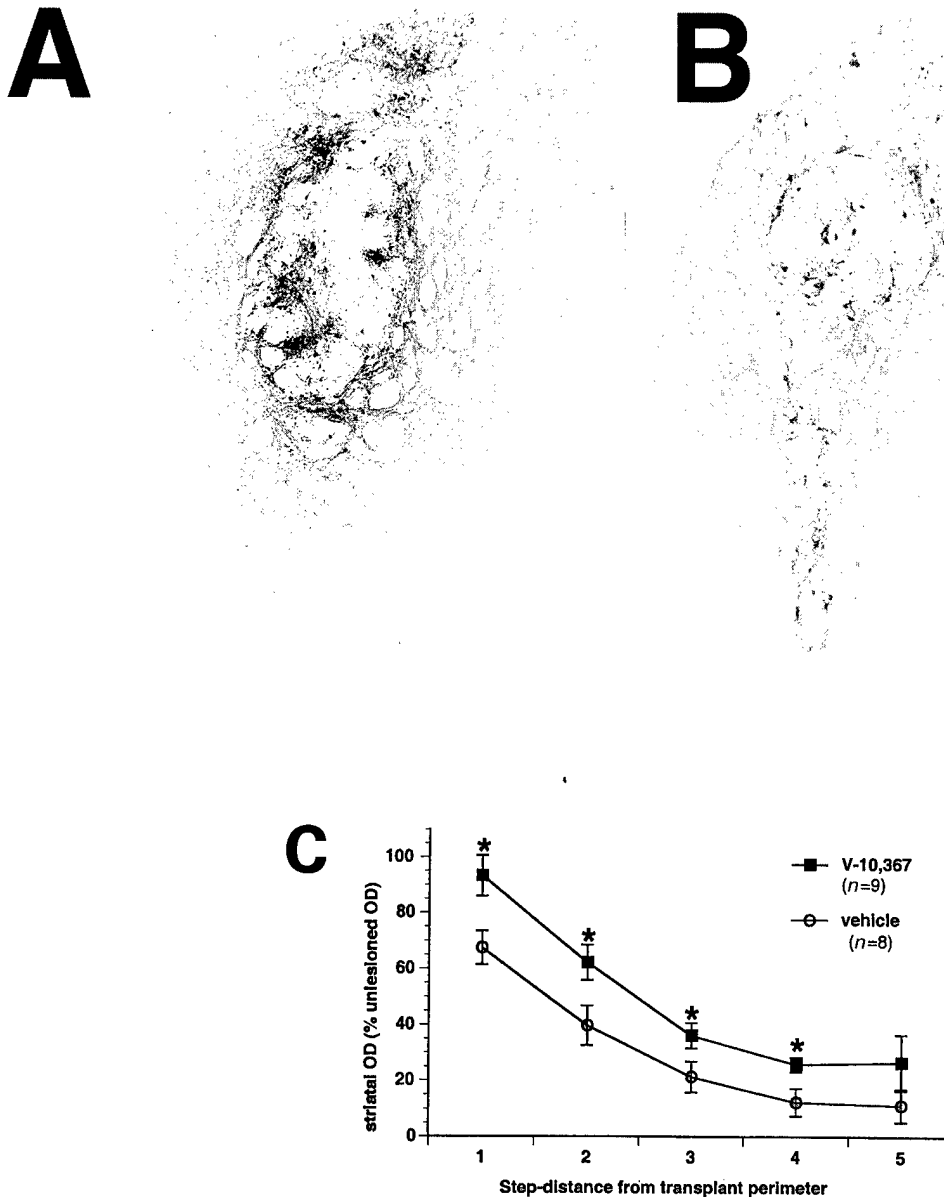 A
B
C
striatal OD (% unlesioned OD)
100
80
60
40
20
0
*
*
*
*
V-10,367
(n=9)
vehicle
(n=8)
1 2 3 4 5
Step-distance from transplant perimeter